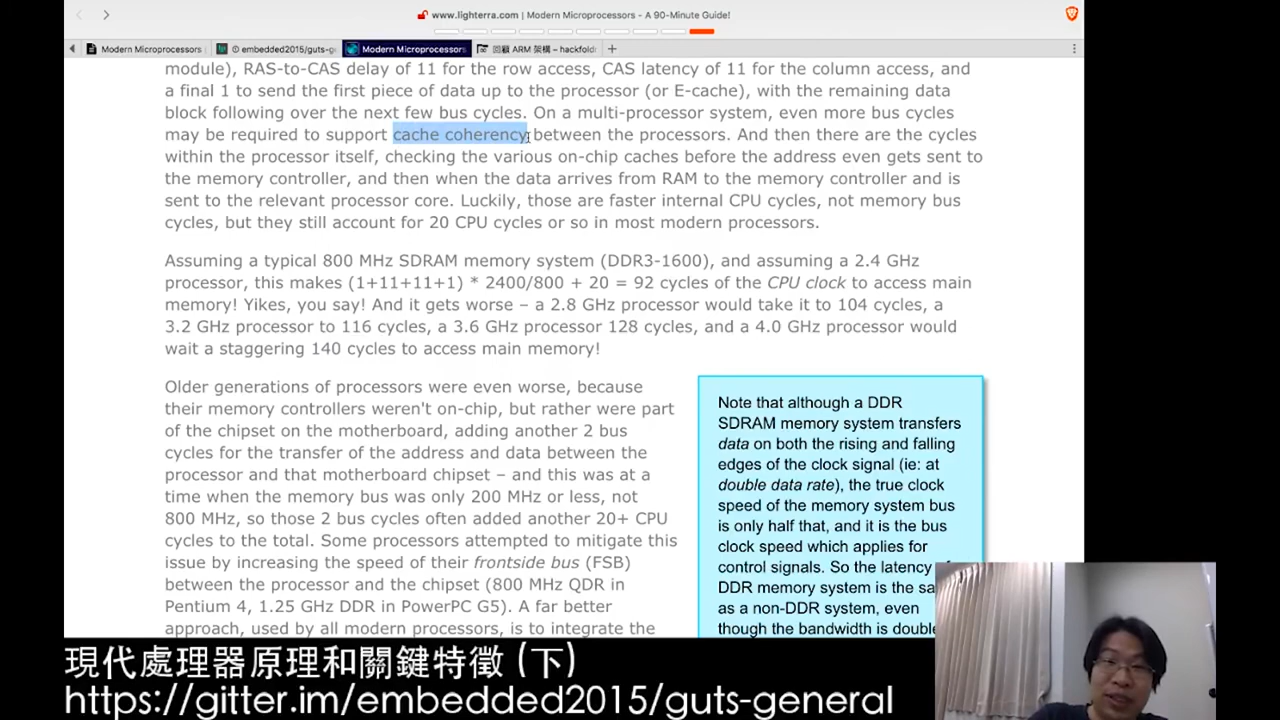 www.lighterra.com | Modern Microprocessors - A 90-Minute Guide!
Modern Microprocessors
embedded2015/guts-g
Modern Microprocessors
回顧 ARM 架構 – hackfold
module), RAS-to-CAS delay of 11 for the row access, CAS latency of 11 for the column access, and
a final 1 to send the first piece of data up to the processor (or E-cache), with the remaining data
block following over the next few bus cycles. On a multi-processor system, even more bus cycles
may be required to support cache coherency between the processors. And then there are the cycles
within the processor itself, checking the various on-chip caches before the address even gets sent to
the memory controller, and then when the data arrives from RAM to the memory controller and is
sent to the relevant processor core. Luckily, those are faster internal CPU cycles, not memory bus
cycles, but they still account for 20 CPU cycles or so in most modern processors.
Assuming a typical 800 MHz SDRAM memory system (DDR3-1600), and assuming a 2.4 GHz
processor, this makes (1+11+11+1) * 2400/800 + 20 = 92 cycles of the CPU clock to access main
memory! Yikes, you say! And it gets worse – a 2.8 GHz processor would take it to 104 cycles, a
3.2 GHz processor to 116 cycles, a 3.6 GHz processor 128 cycles, and a 4.0 GHz processor would
wait a staggering 140 cycles to access main memory!
Older generations of processors were even worse, because
their memory controllers weren't on-chip, but rather were part
of the chipset on the motherboard, adding another 2 bus
cycles for the transfer of the address and data between the
processor and that motherboard chipset – and this was at a
time when the memory bus was only 200 MHz or less, not
800 MHz, so those 2 bus cycles often added another 20+ CPU
cycles to the total. Some processors attempted to mitigate this
issue by increasing the speed of their frontside bus (FSB)
between the processor and the chipset (800 MHz QDR in
Pentium 4, 1.25 GHz DDR in PowerPC G5). A far better
approach, used by all modern processors, is to integrate the
Note that although a DDR
SDRAM memory system transfers
data on both the rising and falling
edges of the clock signal (ie: at
double data rate), the true clock
speed of the memory system bus
is only half that, and it is the bus
clock speed which applies for
control signals. So the latency
DDR memory system is the sa
as a non-DDR system, even
though the bandwidth is double
現代處理器原理和關鍵特徵 (下)
https://gitter.im/embedded2015/guts-general